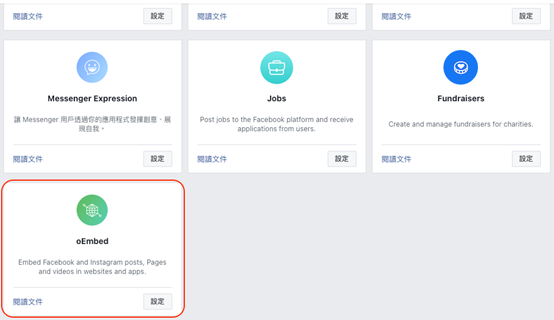 閱讀文件 設定 閱讀文件 設定 閱讀文件 設定
Messenger Expression
讓 Messenger 用戶透過你的應用程式發揮創意、展
現自我。
閱讀文件 設定
Jobs
Post jobs to the Facebook platform and receive
applications from users.
閱讀文件 設定
Fundraisers
Create and manage fundraisers for charities.
閱讀文件 設定
oEmbed
Embed Facebook and Instagram posts, Pages
and videos in websites and apps.
閱讀文件 設定